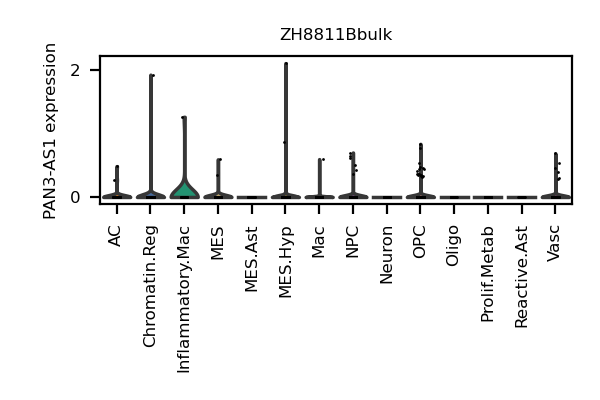 ZH8811Bbulk
PAN3-AS1 expression
2
0
AC
Chromatin.Reg
Inflammatory.Mac
MES
MES.Ast
MES.Hyp
Mac
NPC
Neuron
OPC
Oligo
Prolif.Metab
Reactive.Ast
Vasc